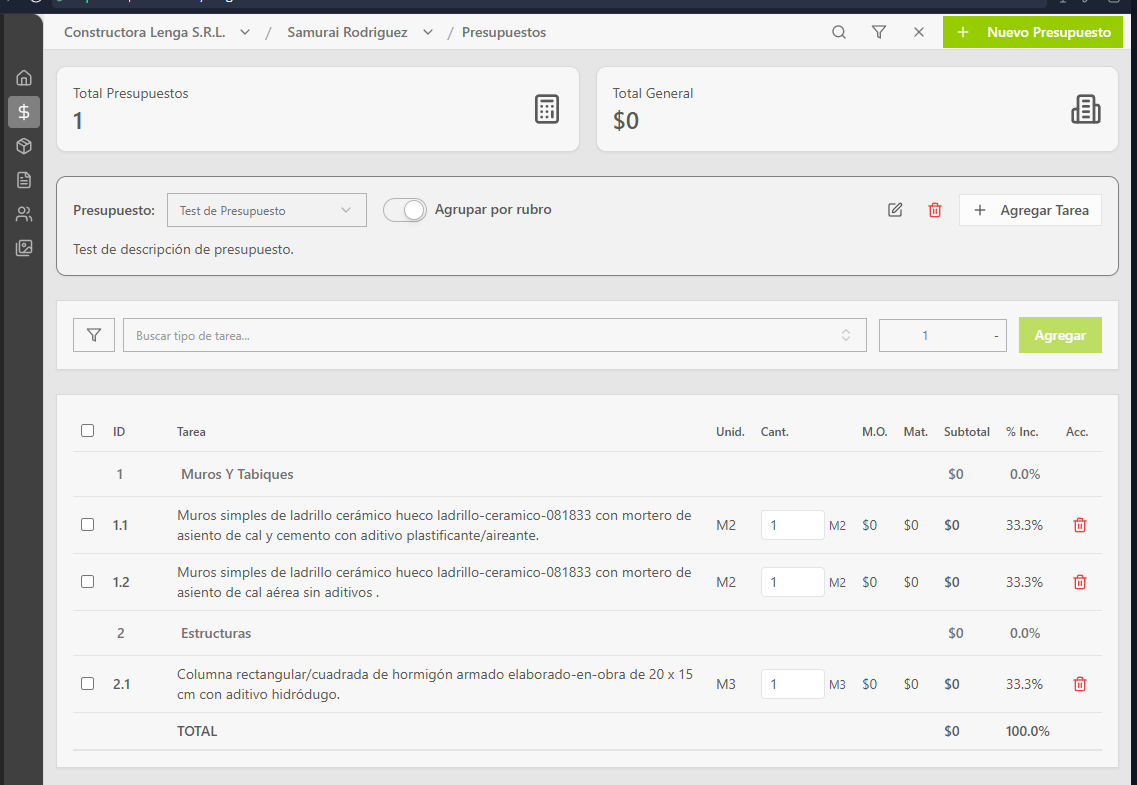 Constructora Lenga S.R.L. / Samurai Rodriguez / Presupuestos
+ Nuevo Presupuesto
Total Presupuestos
1
Total General
$0
Presupuesto: Test de Presupuesto Agrupar por rubro
+ Agregar Tarea
Test de descripción de presupuesto.
Buscar tipo de tarea... 1 - Agregar
ID Tarea Unid. Cant. M.O. Mat. Subtotal % Inc. Acc.
1 Muros Y Tabiques $0 0.0%
1.1 Muros simples de ladrillo cerámico hueco ladrillo-ceramico-081833 con mortero de
asiento de cal y cemento con aditivo plastificante/aireante.
M2 1 M2 $0 $0 $0 33.3%
1.2 Muros simples de ladrillo cerámico hueco ladrillo-ceramico-081833 con mortero de
asiento de cal aérea sin aditivos .
M2 1 M2 $0 $0 $0 33.3%
2 Estructuras $0 0.0%
2.1 Columna rectangular/cuadrada de hormigón armado elaborado-en-obra de 20 x 15
cm con aditivo hidródugo.
M3 1 M3 $0 $0 $0 33.3%
TOTAL $0 100.0%